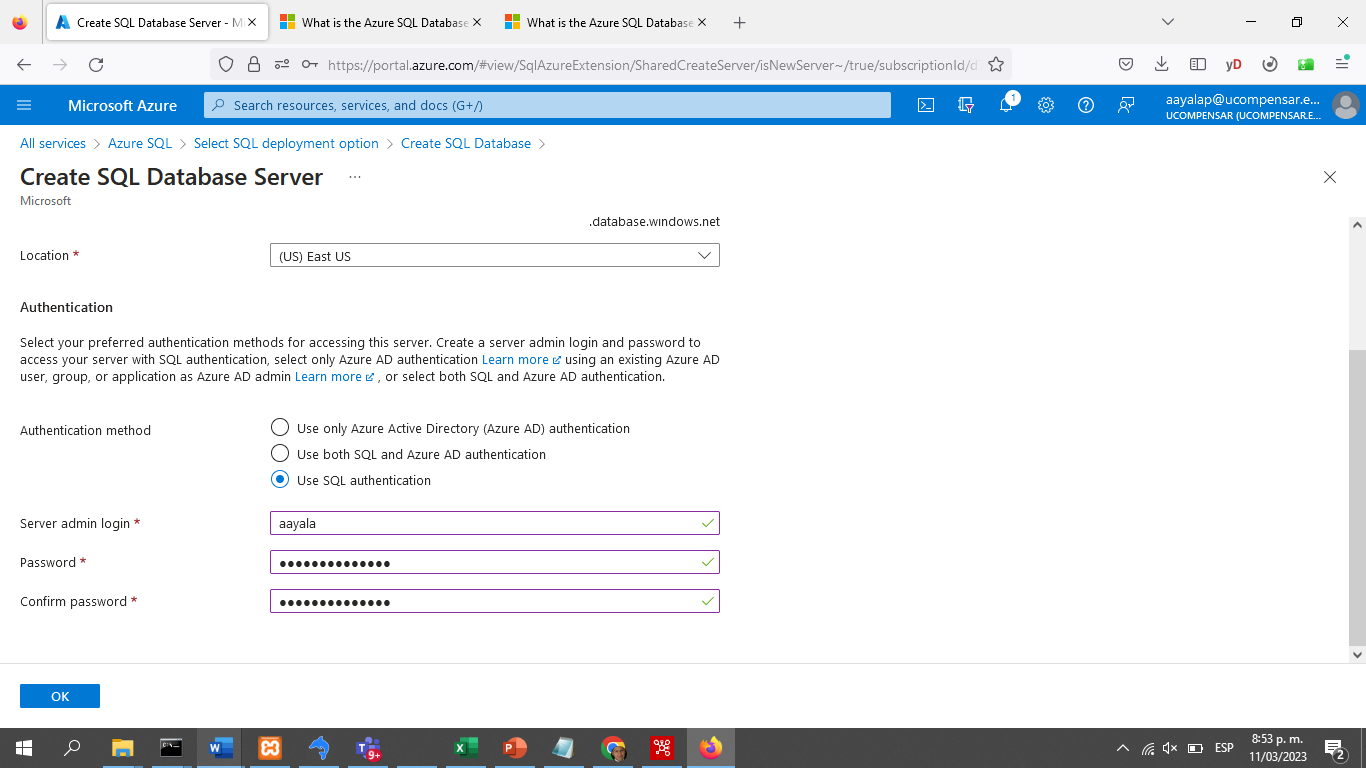 Create SQL Database Server - Mi
What is the Azure SQL Database
What is the Azure SQL Database
https://portal.azure.com/#view/SqlAzureExtension/SharedCreateServer/isNewServer~/true/subscriptionId/d
yD
Microsoft Azure
Search resources, services, and docs (G+/)
1
aayalap@ucompensar.e...
UCOMPENSAR (UCOMPENSAR.E...
All services > Azure SQL > Select SQL deployment option > Create SQL Database >
Create SQL Database Server ...
Microsoft
.database.windows.net
Location *
(US) East US
Authentication
Select your preferred authentication methods for accessing this server. Create a server admin login and password to
access your server with SQL authentication, select only Azure AD authentication Learn more using an existing Azure AD
user, group, or application as Azure AD admin Learn more , or select both SQL and Azure AD authentication.
Authentication method
Use only Azure Active Directory (Azure AD) authentication
Use both SQL and Azure AD authentication
Use SQL authentication
Server admin login *
aayala
Password *
●●●●●●●●●●●●●●
Confirm password *
●●●●●●●●●●●●●●
OK
9+
ESP
8:53 p. m.
11/03/2023
2